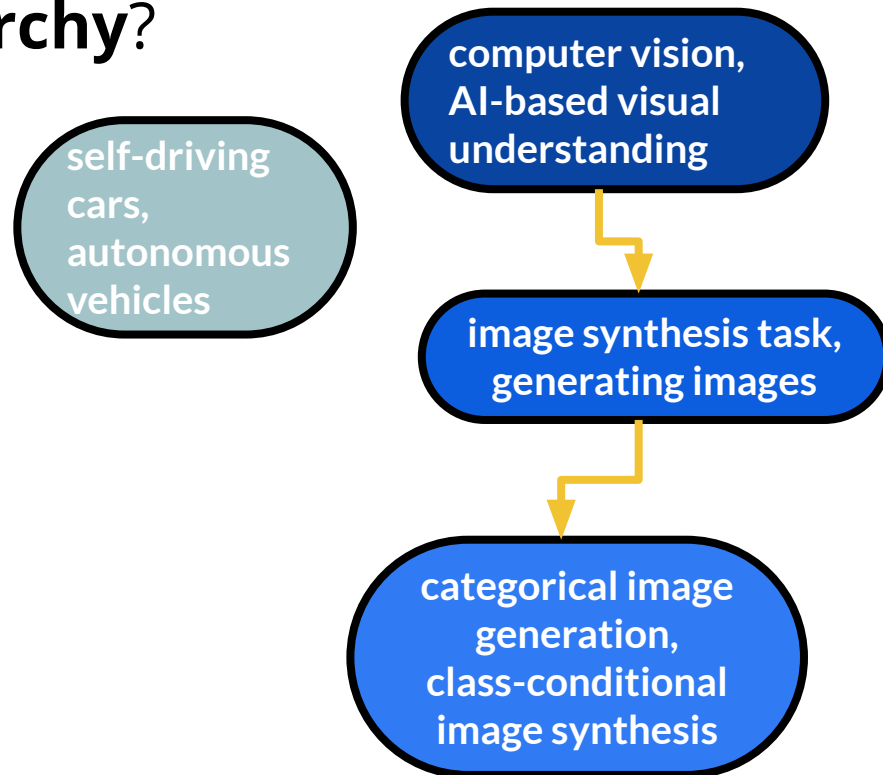 rchy?
computer vision,
AI-based visual
understanding
self-driving
cars,
autonomous
vehicles
image synthesis task,
generating images
categorical image
generation,
class-conditional
image synthesis